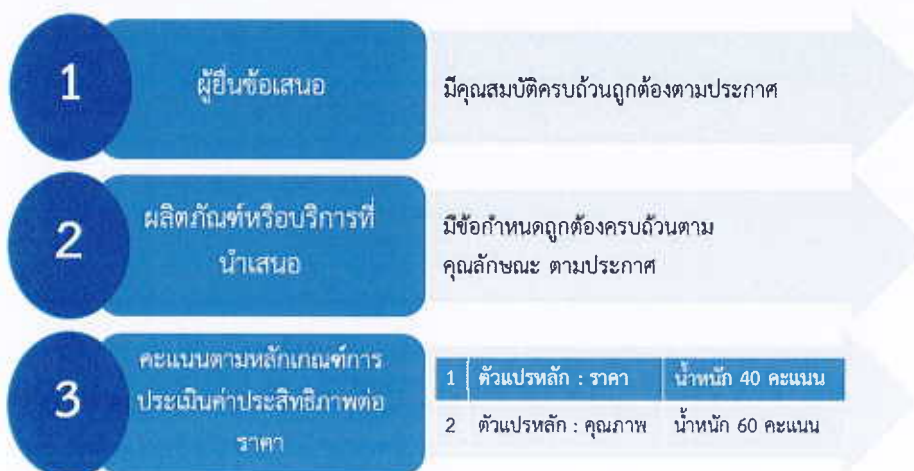 1
ผู้ยื่นข้อเสนอ
มีคุณสมบัติครบถ้วนถูกต้องตามประกาศ
2
ผลิตภัณฑ์หรือบริการที่
นำเสนอ
มีข้อกำหนดถูกต้องครบถ้วนตาม
คุณลักษณะ ตามประกาศ
3
คะแนนตามหลักเกณฑ์การ
ประเมินค่าประสิทธิภาพต่อ
ราคา
1 ตัวแปรหลัก : ราคา น้ำหนัก 40 คะแนน
2 ตัวแปรหลัก : คุณภาพ น้ำหนัก 60 คะแนน